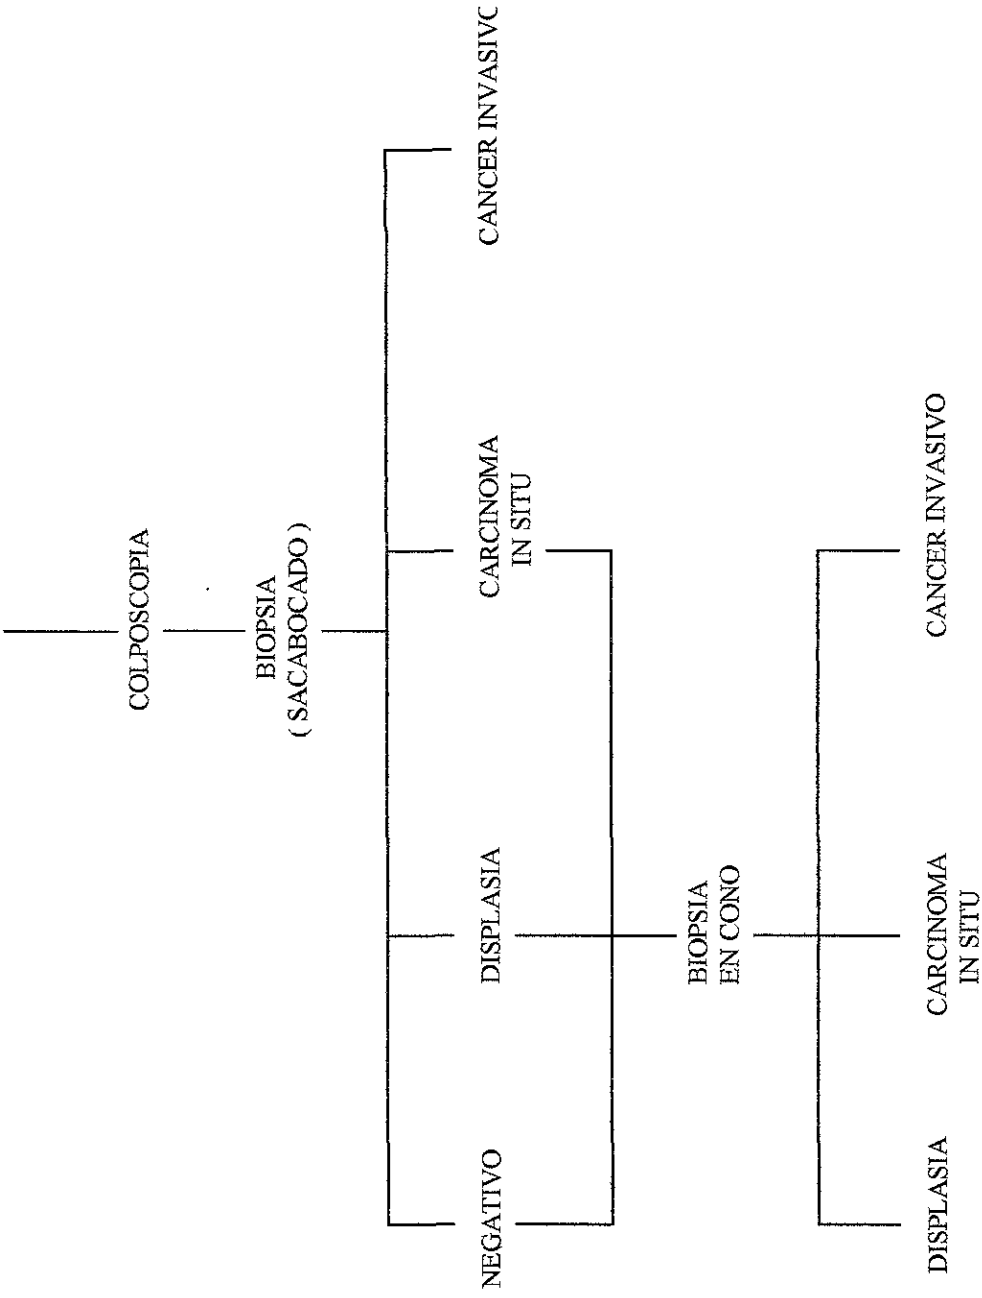 COLPOSCOPIA
BIOPSIA
( SACABOCADO )
NEGATIVO
DISPLASIA
CARCINOMA
IN SITU
CANCER INVASIVO
BIOPSIA
EN CONO
DISPLASIA
CARCINOMA
IN SITU
CANCER INVASIVO